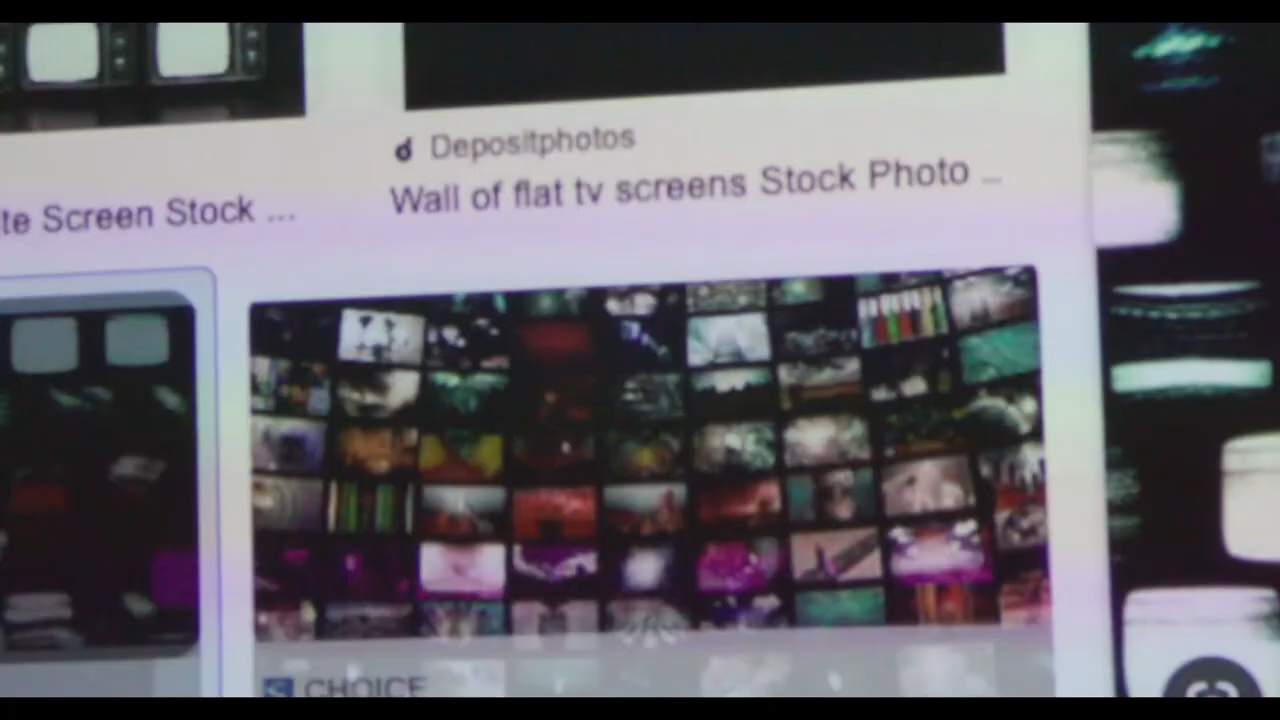 Depositphotos
Wall of flat tv screens Stock Photo ...
te Screen Stock ...
CHOICE